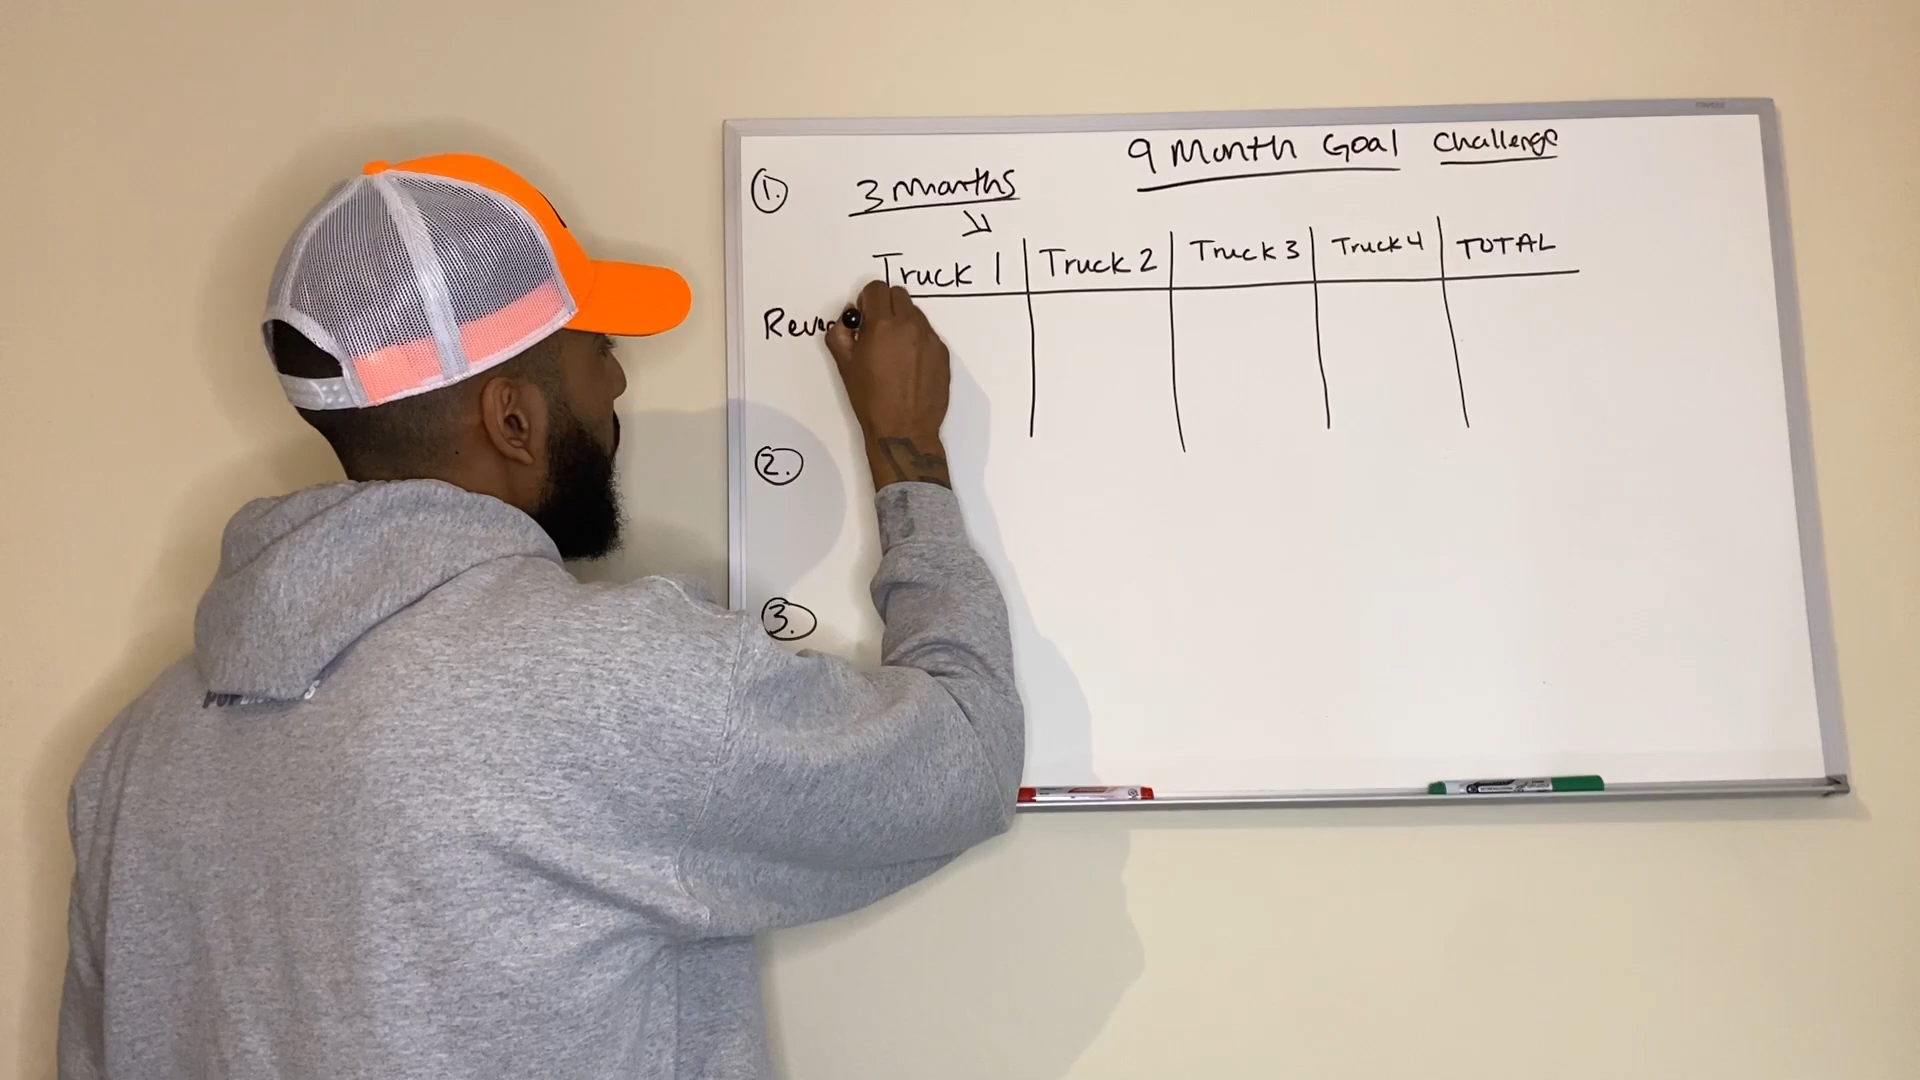 9 Month Goal Challenge
1. 3 Months
Truck 1 Truck 2 Truck 3 Truck 4 TOTAL
2.
3.